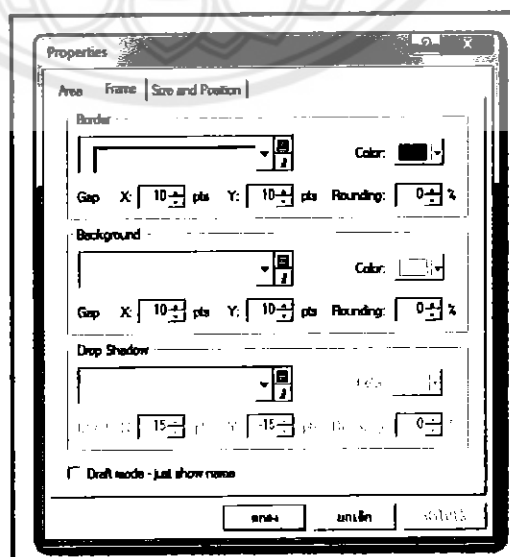 Properties
Area Frame Size and Position
Border
Color:
Gap X: 10 pts Y: 10 pts Rounding: 0 %
Background
Color:
Gap X: 10 pts Y: 10 pts Rounding: 0 %
Drop Shadow
15 -15 0
Draft mode - just show name
ตกลง ยกเลิก